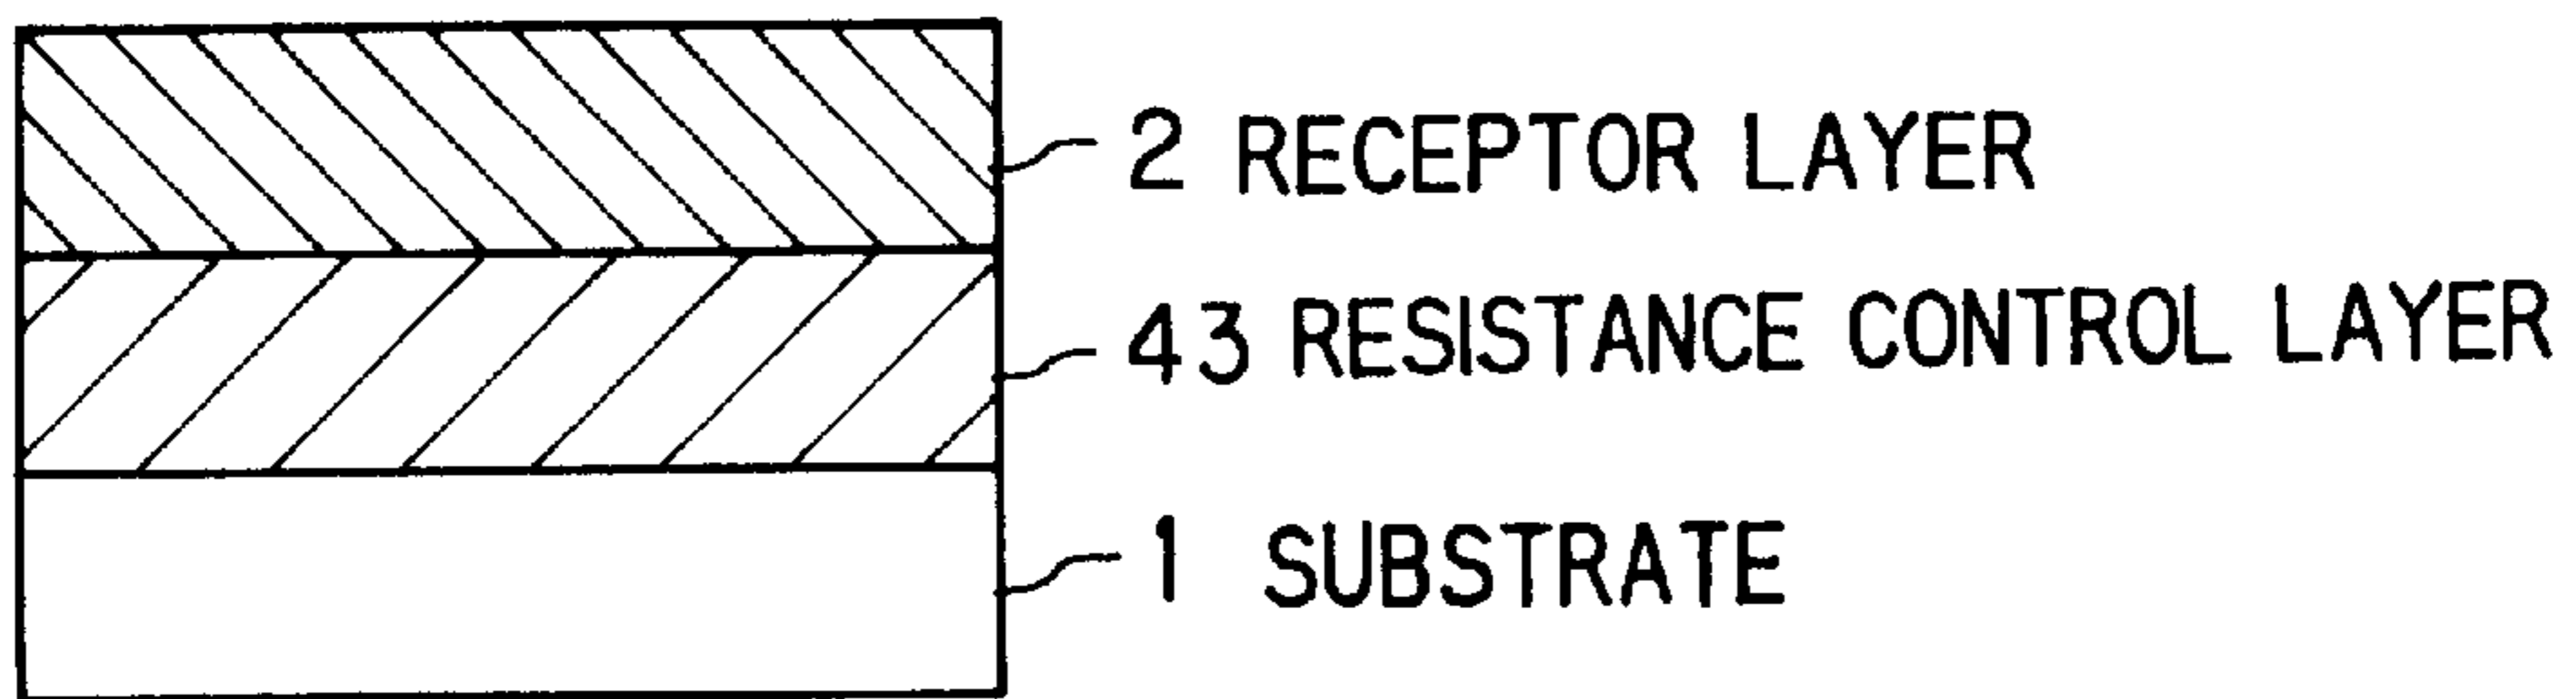 2 RECEPTOR LAYER
43 RESISTANCE CONTROL LAYER
1 SUBSTRATE